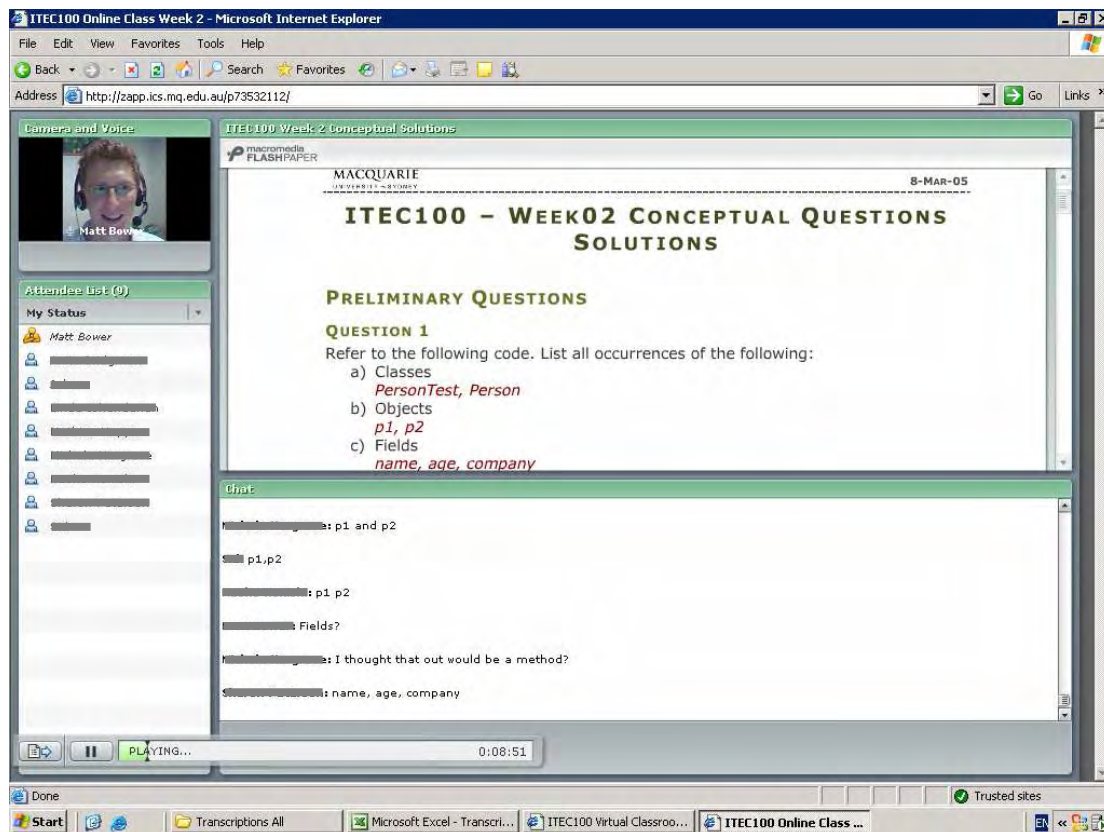 ITEC100 Online Class Week 2 - Microsoft Internet Explorer
File Edit View Favorites Tools Help
Back Search Favorites
Address http://zapp.ics.mq.edu.au/p73532112/ Go Links »
Camera and Voice
Matt Bower
Attendee List (9)
My Status
Matt Bower
ITEC100 Week 2 Conceptual Solutions
macromedia
FLASHPAPER
MACQUARIE
UNIVERSITY ~ SYDNEY
8-MAR-05
ITEC100 – WEEK02 CONCEPTUAL QUESTIONS
SOLUTIONS
PRELIMINARY QUESTIONS
QUESTION 1
Refer to the following code. List all occurrences of the following:
a) Classes
PersonTest, Person
b) Objects
p1, p2
c) Fields
name, age, company
Chat
: p1 and p2
p1,p2
: p1 p2
: Fields?
: I thought that out would be a method?
: name, age, company
PLAYING... 0:08:51
Done Trusted sites
Start Transcriptions All Microsoft Excel - Transcri... ITEC100 Virtual Classroo... ITEC100 Online Class ... EN «